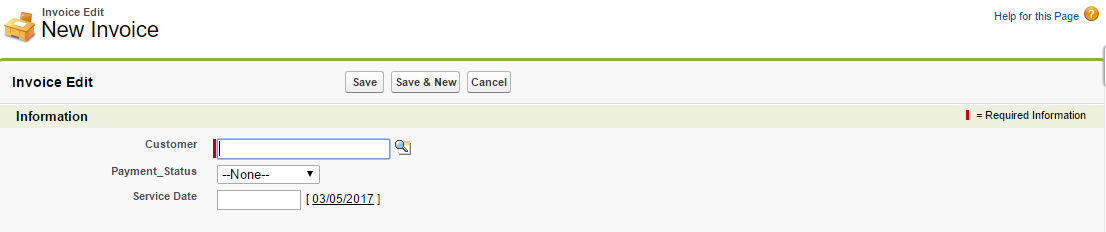 Invoice Edit
New Invoice
Help for this Page ?
Invoice Edit Save Save & New Cancel
Information = Required Information
Customer
Payment_Status --None--
Service Date [ 03/05/2017 ]